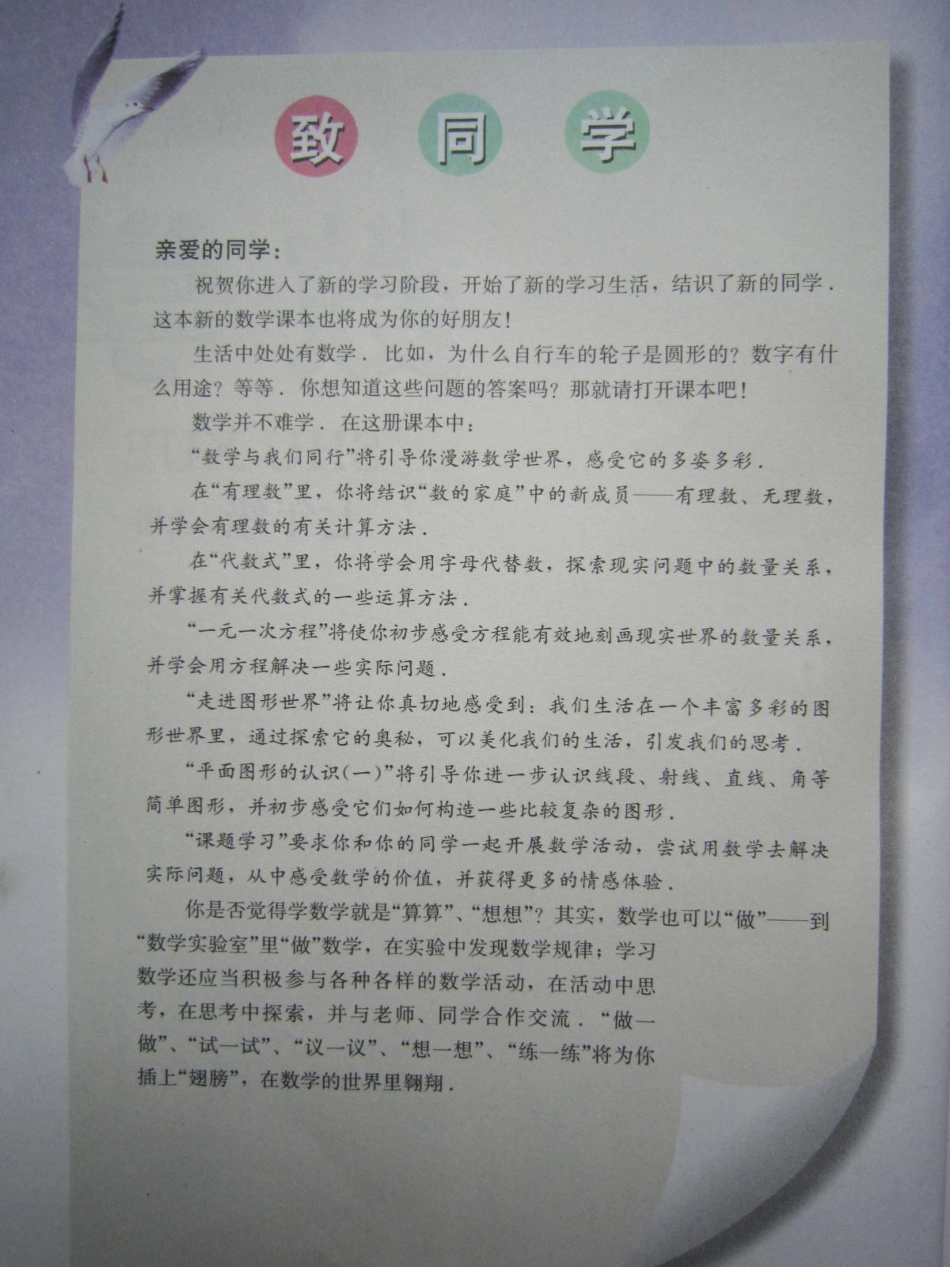 致同学
亲爱的同学：
祝贺你进入了新的学习阶段，开始了新的学习生活，结识了新的同学．
这本新的数学课本也将成为你的好朋友！
生活中处处有数学．比如，为什么自行车的轮子是圆形的？数字有什
么用途？等等．你想知道这些问题的答案吗？那就请打开课本吧！
数学并不难学．在这册课本中：
“数学与我们同行”将引导你漫游数学世界，感受它的多姿多彩．
在“有理数”里，你将结识“数的家庭”中的新成员——有理数、无理数，
并学会有理数的有关计算方法．
在“代数式”里，你将学会用字母代替数，探索现实问题中的数量关系，
并掌握有关代数式的一些运算方法．
“一元一次方程”将使你初步感受方程能有效地刻画现实世界的数量关系，
并学会用方程解决一些实际问题．
“走进图形世界”将让你真切地感受到：我们生活在一个丰富多彩的图
形世界里，通过探索它的奥秘，可以美化我们的生活，引发我们的思考．
“平面图形的认识（一）”将引导你进一步认识线段、射线、直线、角等
简单图形，并初步感受它们如何构造一些比较复杂的图形．
“课题学习”要求你和你的同学一起开展数学活动，尝试用数学去解决
实际问题，从中感受数学的价值，并获得更多的情感体验．
你是否觉得学数学就是“算算”、“想想”？其实，数学也可以“做”——到
“数学实验室”里“做”数学，在实验中发现数学规律；学习
数学还应当积极参与各种各样的数学活动，在活动中思
考，在思考中探索，并与老师、同学合作交流．“做一
做”、“试一试”、“议一议”、“想一想”、“练一练”将为你
插上“翅膀”，在数学的世界里翱翔．